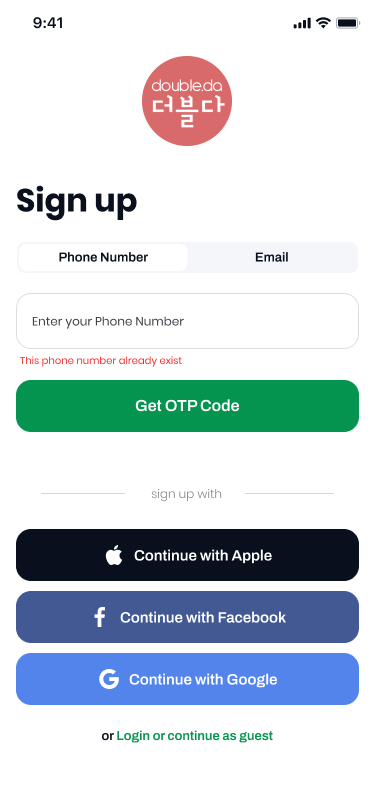 9:41
double.da
더블다
Sign up
Phone Number Email
Enter your Phone Number
This phone number already exist
Get OTP Code
sign up with
Continue with Apple
Continue with Facebook
Continue with Google
or Login or continue as guest